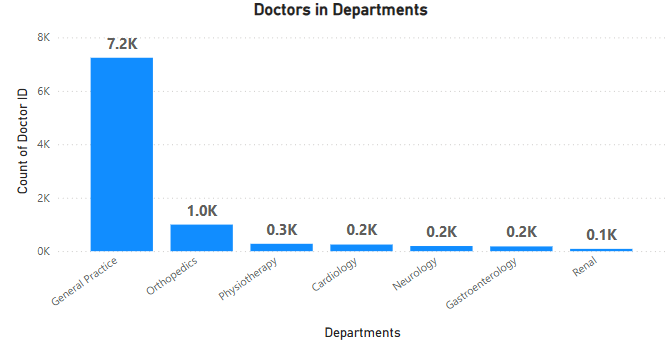 Doctors in Departments
Count of Doctor ID
8K
6K
4K
2K
0K
7.2K
1.0K
0.3K
0.2K
0.2K
0.2K
0.1K
General Practice
Orthopedics
Physiotherapy
Cardiology
Neurology
Gastroenterology
Renal
Departments